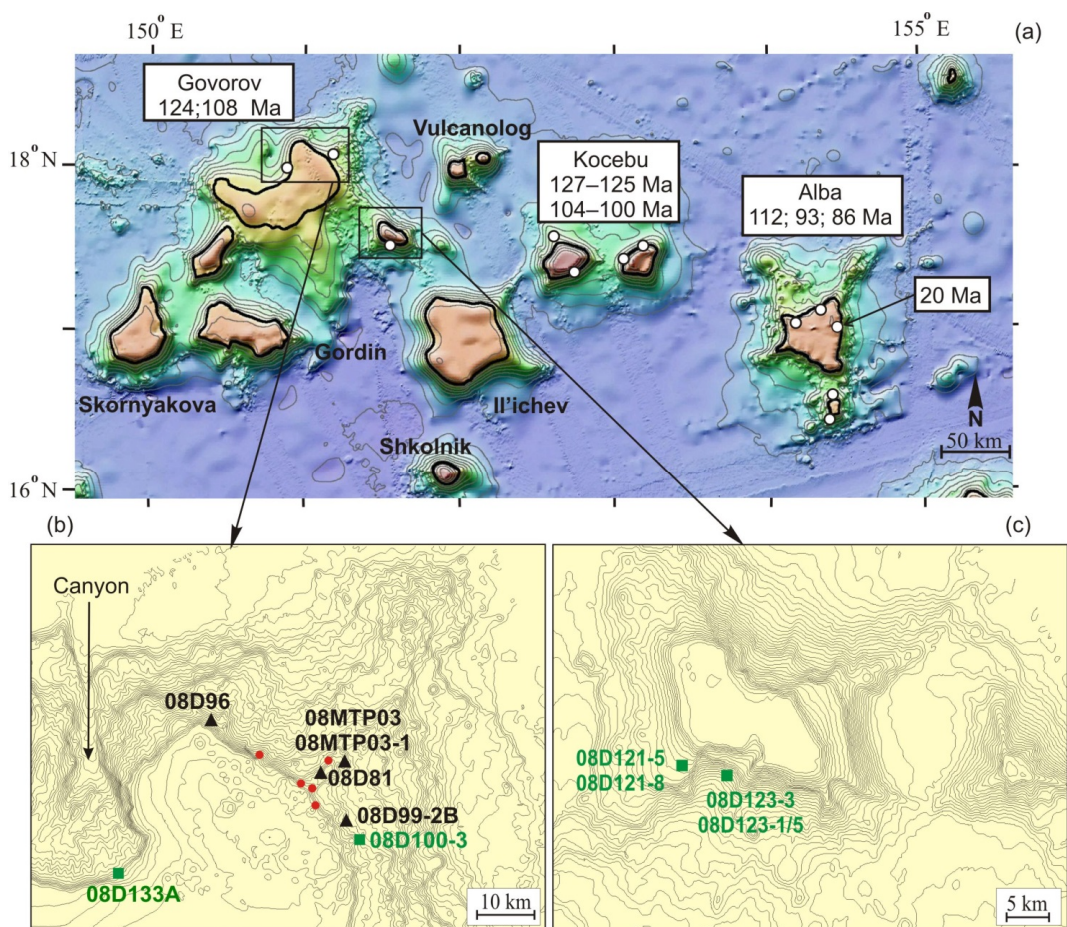 150° E
155° E
(a)
Govorov
124;108 Ma
Vulcanolog
18°N
Kocebu
127–125 Ma
104–100 Ma
Alba
112; 93; 86 Ma
20 Ma
Gordin
Skornyakova
Il'ichev
N
Shkolnik
50 km
16°N
(b)
(c)
Canyon
08D96
08MTP03
08MTP03-1
08D81
08D99-2B
08D100-3
08D133A
10 km
08D121-5
08D121-8
08D123-3
08D123-1/5
5 km